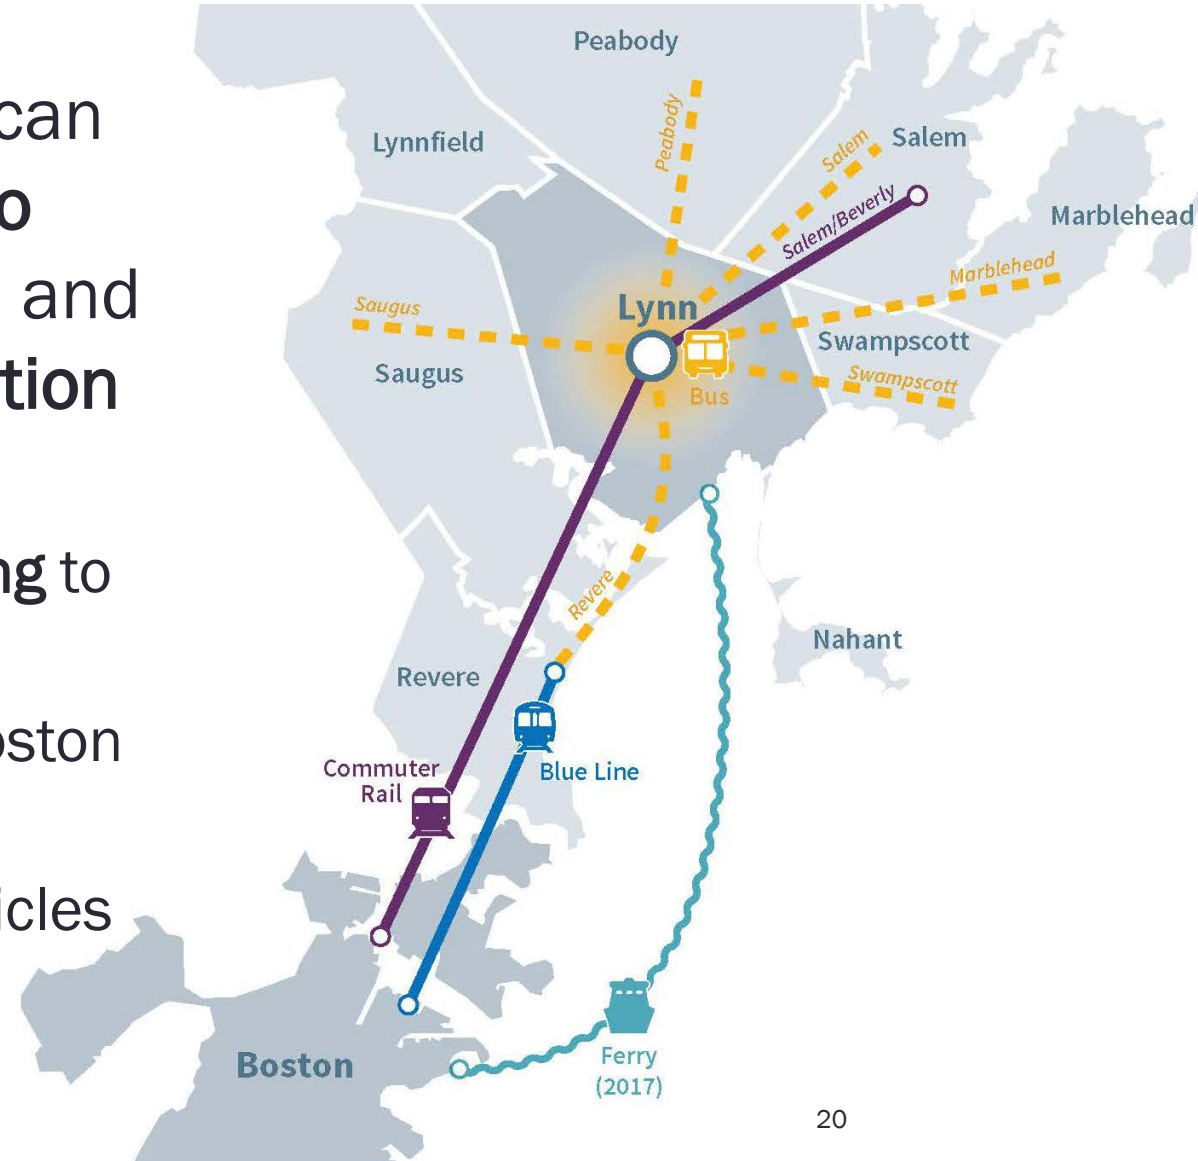 can
o
and
tion
ng to
oston
icles
Peabody
Peabody
Lynnfield
Salem
Salem
Salem/Beverly
Marblehead
Marblehead
Lynn
Saugus
Saugus
Bus
Swampscott
Swampscott
Revere
Revere
Nahant
Commuter
Rail
Blue Line
Boston
Ferry
(2017)
20